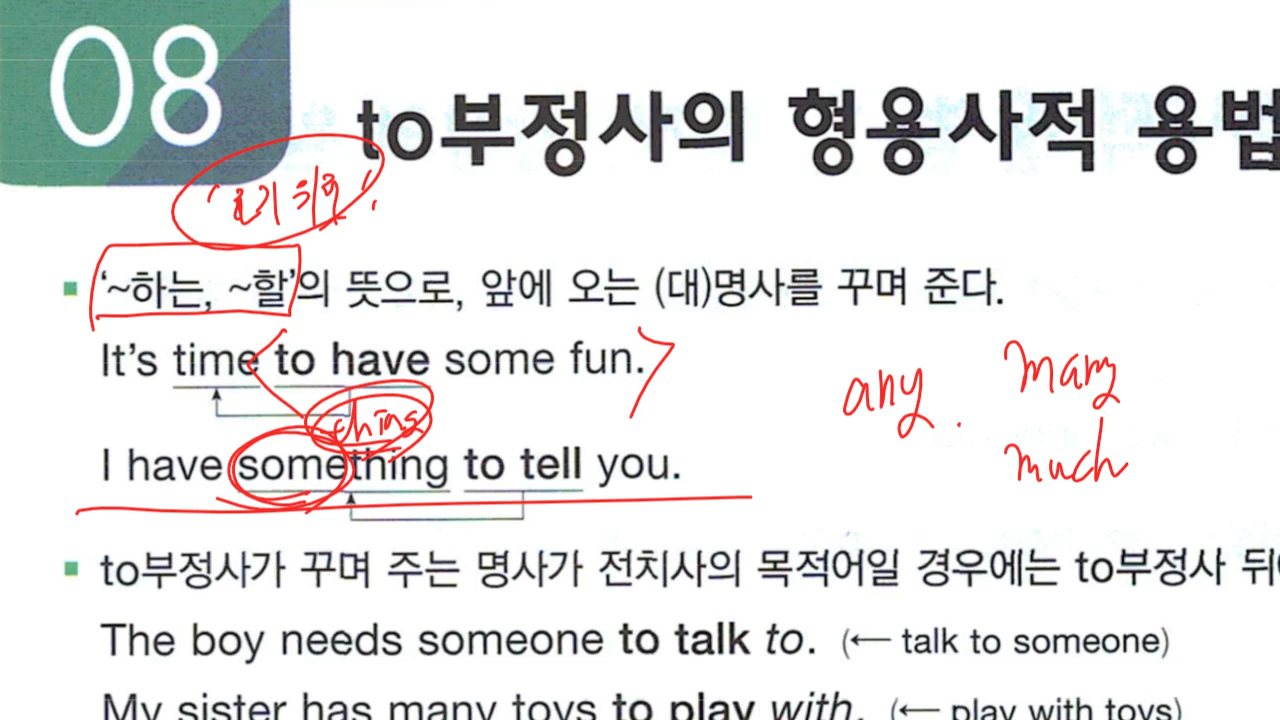 08
to부정사의 형용사적 용법
'~하는, ~할'의 뜻으로, 앞에 오는 (대)명사를 꾸며 준다.
It's time to have some fun.
any. many
things
I have something to tell you.
much
to부정사가 꾸며 주는 명사가 전치사의 목적어일 경우에는 to부정사 뒤에
The boy needs someone to talk to. (← talk to someone)
My sister has many toys to play with. (← play with toys)